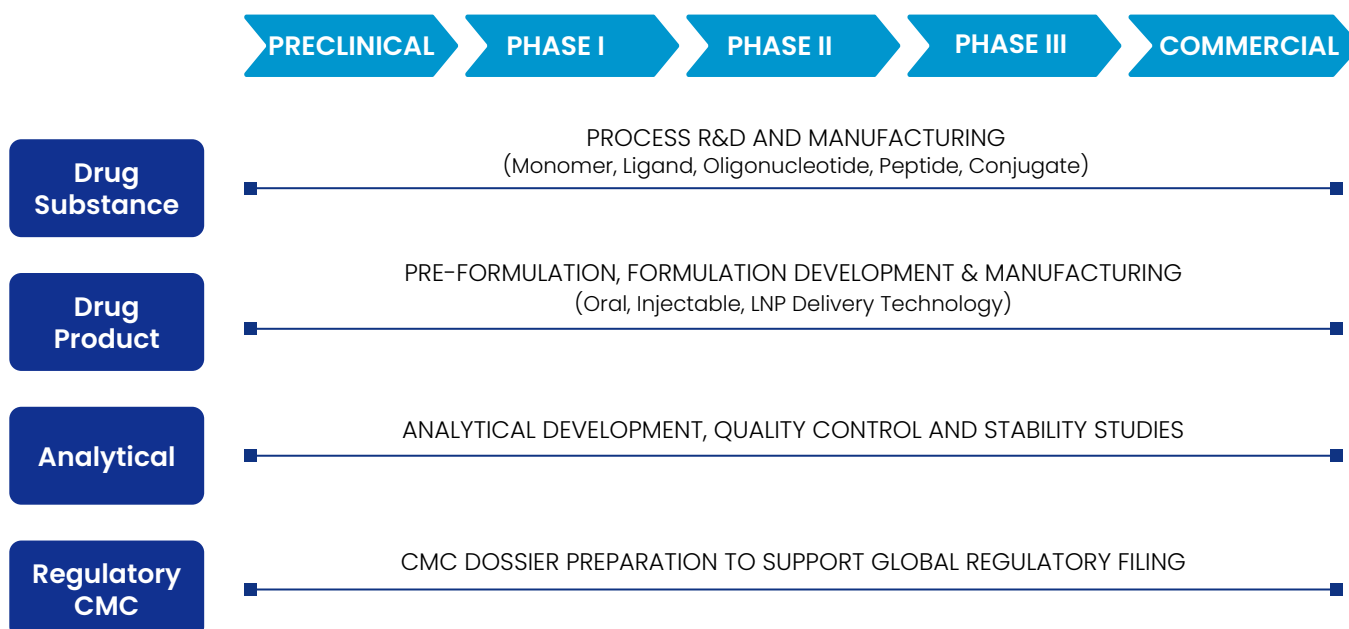 PRECLINICAL PHASE I PHASE II PHASE III COMMERCIAL
Drug
Substance
PROCESS R&D AND MANUFACTURING
(Monomer, Ligand, Oligonucleotide, Peptide, Conjugate)
Drug
Product
PRE-FORMULATION, FORMULATION DEVELOPMENT & MANUFACTURING
(Oral, Injectable, LNP Delivery Technology)
Analytical
ANALYTICAL DEVELOPMENT, QUALITY CONTROL AND STABILITY STUDIES
Regulatory
CMC
CMC DOSSIER PREPARATION TO SUPPORT GLOBAL REGULATORY FILING